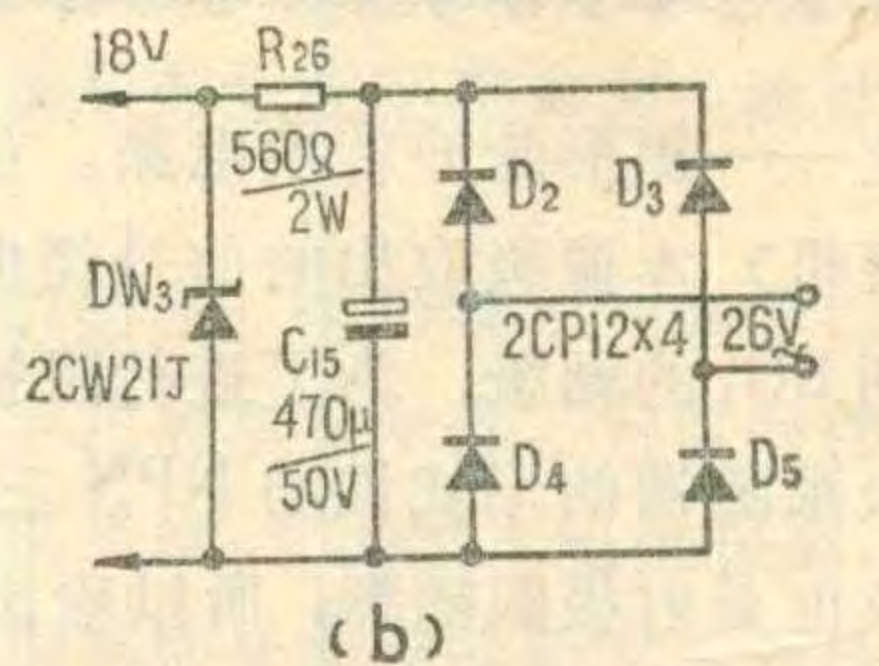 18V
R26
560Ω
2W
D2
D3
DW3
2CW21J
C15
470μ
50V
2CP12×4
26V
~
D4
D5
(b)